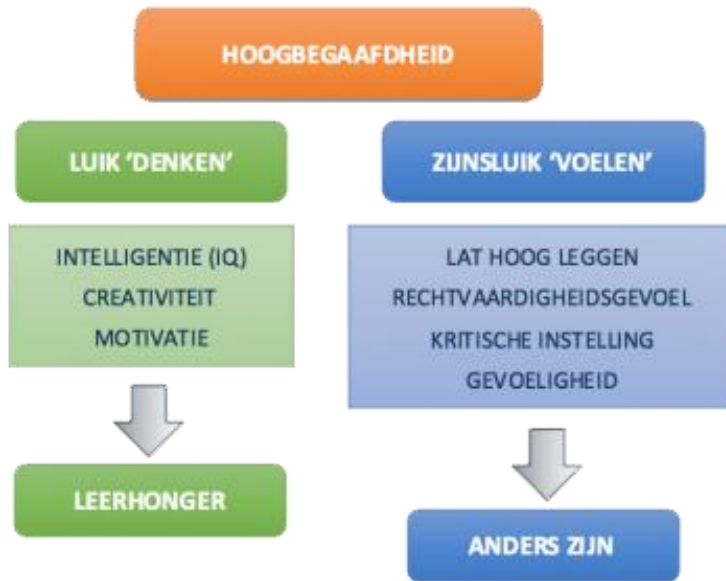 HOOGBEGAAFDHEID
LUIK 'DENKEN'
INTELLIGENTIE (IQ)
CREATIVITEIT
MOTIVATIE
LEERHONGER
ZIJNSLUIK 'VOELEN'
LAT HOOG LEGGEN
RECHTVAARDIGHEIDSGEVOEL
KRITISCHE INSTELLING
GEVOELIGHEID
ANDERS ZIJN